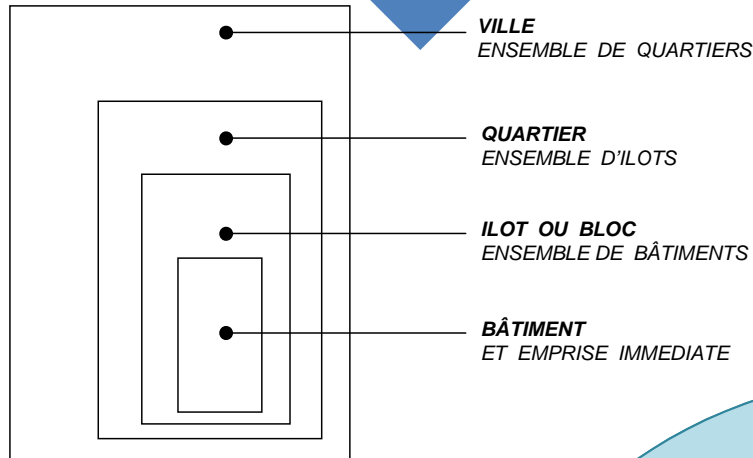 VILLE
ENSEMBLE DE QUARTIERS
QUARTIER
ENSEMBLE D'ILOTS
ILOT OU BLOC
ENSEMBLE DE BÂTIMENTS
BÂTIMENT
ET EMPRISE IMMEDIATE